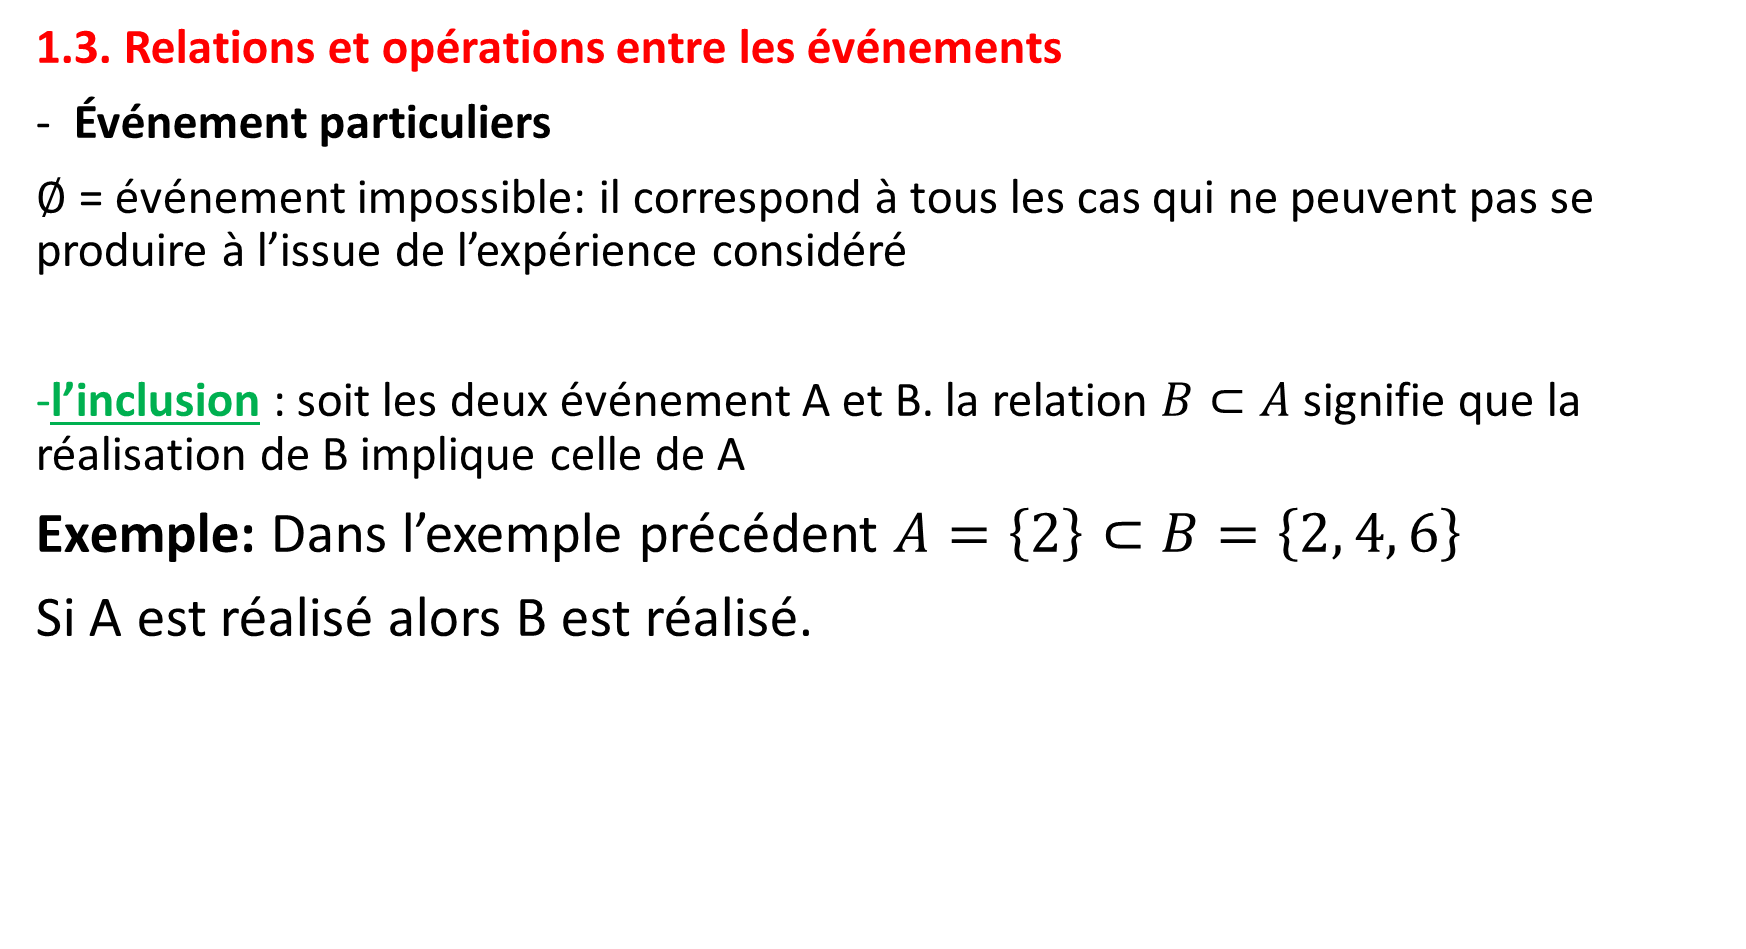 1.3. Relations et opérations entre les événements
- Événement particuliers
∅ = événement impossible: il correspond à tous les cas qui ne peuvent pas se
produire à l’issue de l’expérience considéré
-l’inclusion : soit les deux événement A et B. la relation B ⊂ A signifie que la
réalisation de B implique celle de A
Exemple: Dans l’exemple précédent A = {2} ⊂ B = {2, 4, 6}
Si A est réalisé alors B est réalisé.